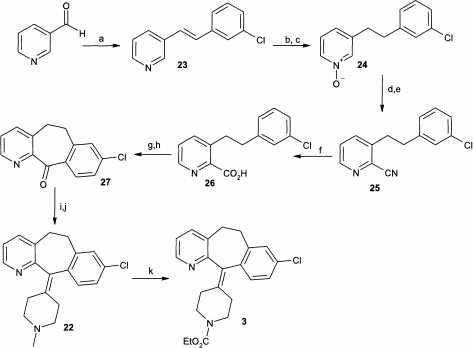 O
H
N
a
Cl
N
23
b, c
Cl
N
O⁻
24
d,e
Cl
N
CN
25
f
Cl
N
CO₂H
26
g,h
Cl
N
O
27
i,j
Cl
N
N
22
k
Cl
N
N
EtO₂C
3